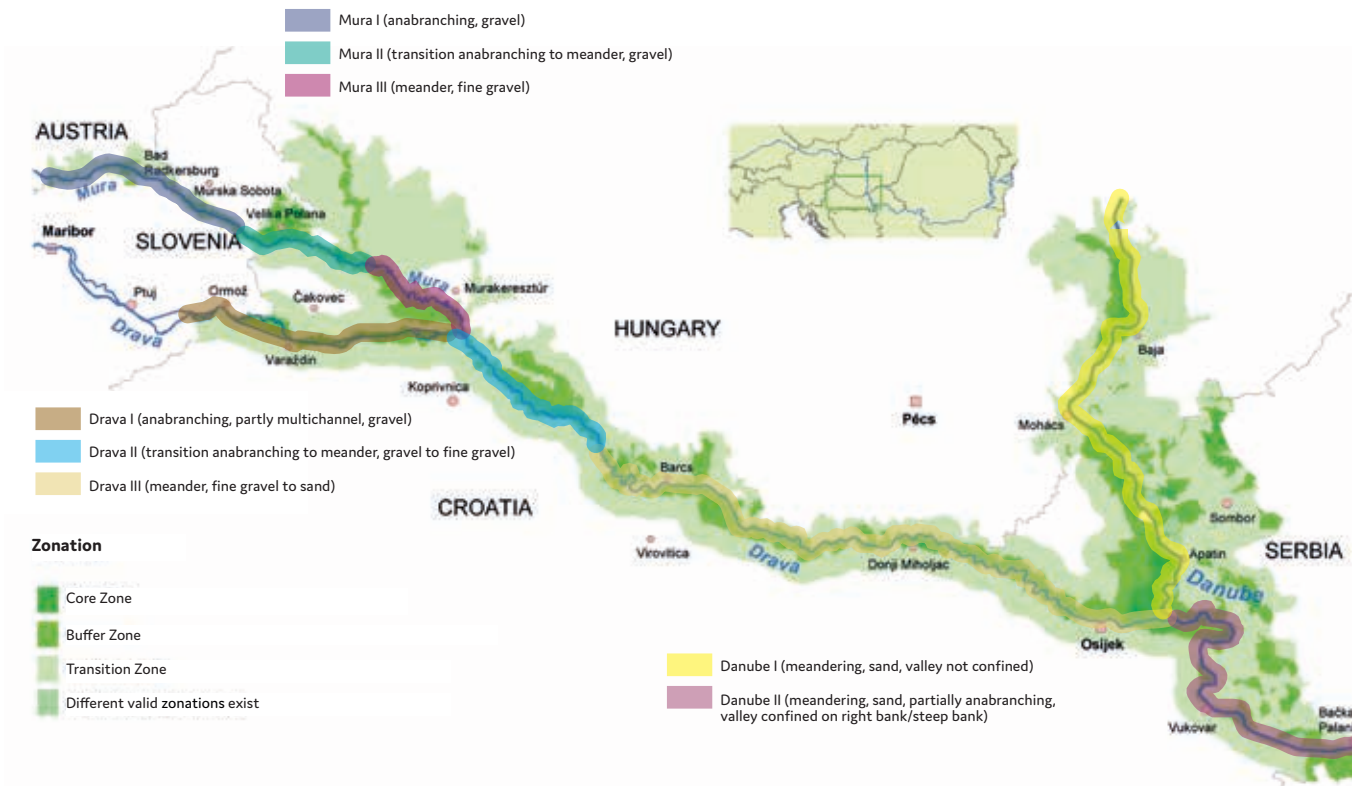 Mura I (anabranching, gravel)
Mura II (transition anabranching to meander, gravel)
Mura III (meander, fine gravel)
AUSTRIA
Bad
Radkersburg
Mura
Murska Sobota
Velika Polana
Maribor
SLOVENIA
Mura
Murakeresztúr
Ptuj
Ormož
Čakovec
Drava
Varaždin
HUNGARY
Baja
Koprivnica
Pécs
Mohács
Drava I (anabranching, partly multichannel, gravel)
Drava II (transition anabranching to meander, gravel to fine gravel)
Drava III (meander, fine gravel to sand)
Barcs
CROATIA
Sombor
Virovitica
Drava
Donji Miholjac
Apatin
SERBIA
Danube
Osijek
Zonation
Core Zone
Buffer Zone
Transition Zone
Different valid zonations exist
Danube I (meandering, sand, valley not confined)
Danube II (meandering, sand, partially anabranching,
valley confined on right bank/steep bank)
Vukovar
Bačka
Palan